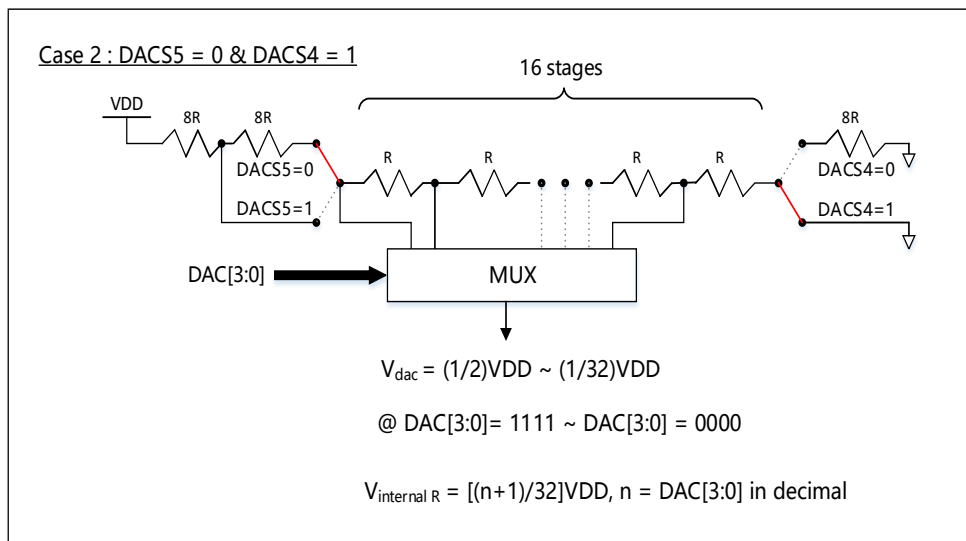 Case 2 : DACS5 = 0 & DACS4 = 1
16 stages
VDD
8R
8R
8R
DACS5=0
R
R
R
R
DACS4=0
DACS5=1
DACS4=1
DAC[3:0]
MUX
Vdac = (1/2)VDD ~ (1/32)VDD
@ DAC[3:0]= 1111 ~ DAC[3:0] = 0000
Vinternal R = [(n+1)/32]VDD, n = DAC[3:0] in decimal